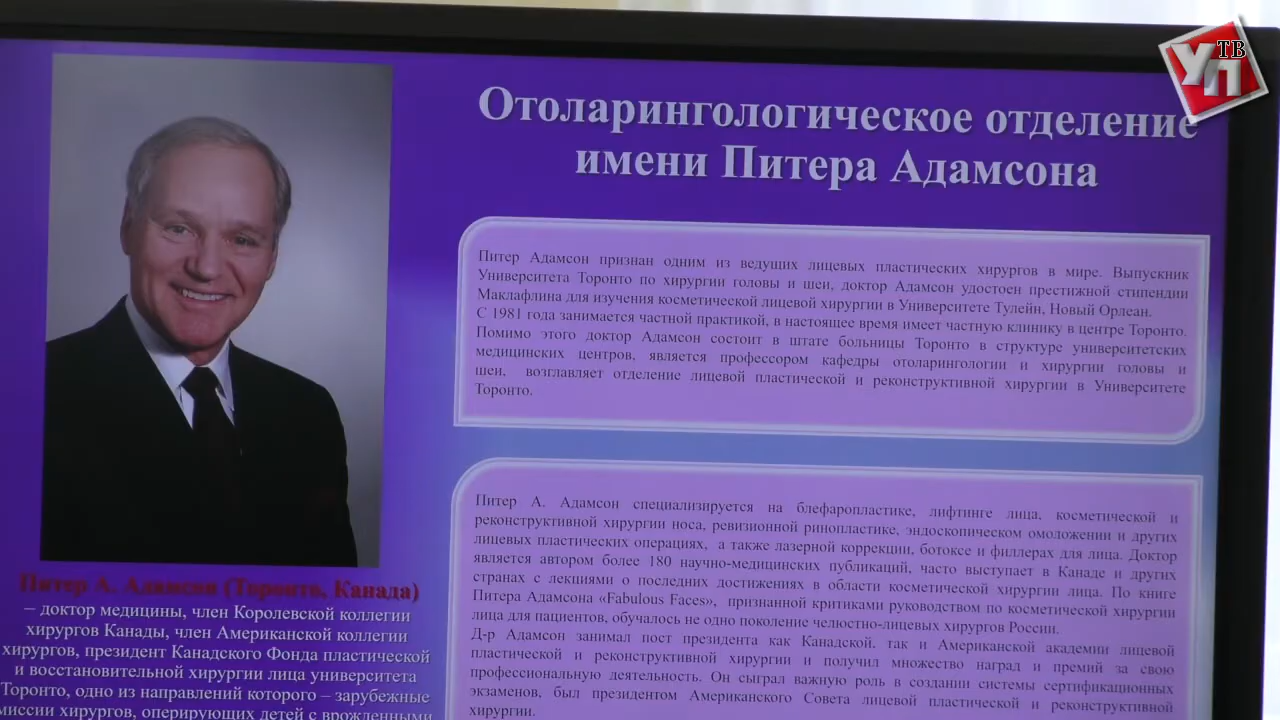 УП ТВ
Отоларингологическое отделение
имени Питера Адамсона
Питер Адамсон признан одним из ведущих лицевых пластических хирургов в мире. Выпускник
Университета Торонто по хирургии головы и шеи, доктор Адамсон удостоен престижной стипендии
Маклафлина для изучения косметической лицевой хирургии в Университете Тулейн, Новый Орлеан.
С 1981 года занимается частной практикой, в настоящее время имеет частную клинику в центре Торонто.
Помимо этого доктор Адамсон состоит в штате больницы Торонто в структуре университетских
медицинских центров, является профессором кафедры отоларингологии и хирургии головы и
шеи, возглавляет отделение лицевой пластической и реконструктивной хирургии в Университете
Торонто.
Питер А. Адамсон специализируется на блефаропластике, лифтинге лица, косметической и
реконструктивной хирургии носа, ревизионной ринопластике, эндоскопическом омоложении и других
лицевых пластических операциях, а также лазерной коррекции, ботоксе и филлерах для лица. Доктор
является автором более 180 научно-медицинских публикаций, часто выступает в Канаде и других
странах с лекциями о последних достижениях в области косметической хирургии лица. По книге
Питера Адамсона «Fabulous Faces», признанной критиками руководством по косметической хирургии
лица для пациентов, обучалось не одно поколение челюстно-лицевых хирургов России.
Д-р Адамсон занимал пост президента как Канадской, так и Американской академии лицевой
пластической и реконструктивной хирургии и получил множество наград и премий за свою
профессиональную деятельность. Он сыграл важную роль в создании системы сертификационных
экзаменов, был президентом Американского Совета лицевой пластической и реконструктивной
хирургии.
Питер А. Адамсон (Торонто, Канада)
– доктор медицины, член Королевской коллегии
хирургов Канады, член Американской коллегии
хирургов, президент Канадского Фонда пластической
и восстановительной хирургии лица университета
Торонто, одно из направлений которого – зарубежные
миссии хирургов, оперирующих детей с врожденными